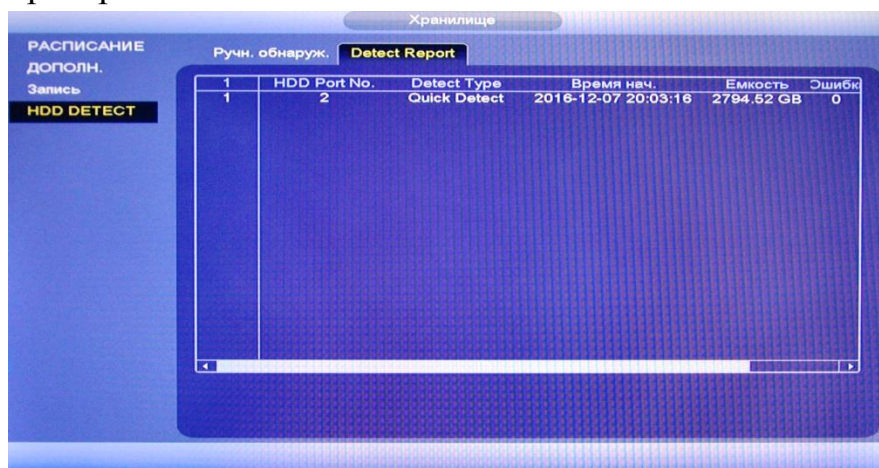 Хранилище
РАСПИСАНИЕ
ДОПОЛН.
Запись
HDD DETECT
Ручн. обнаруж. Detect Report
1 HDD Port No. Detect Type Время нач. Емкость Ошибк
1 2 Quick Detect 2016-12-07 20:03:16 2794.52 GB 0